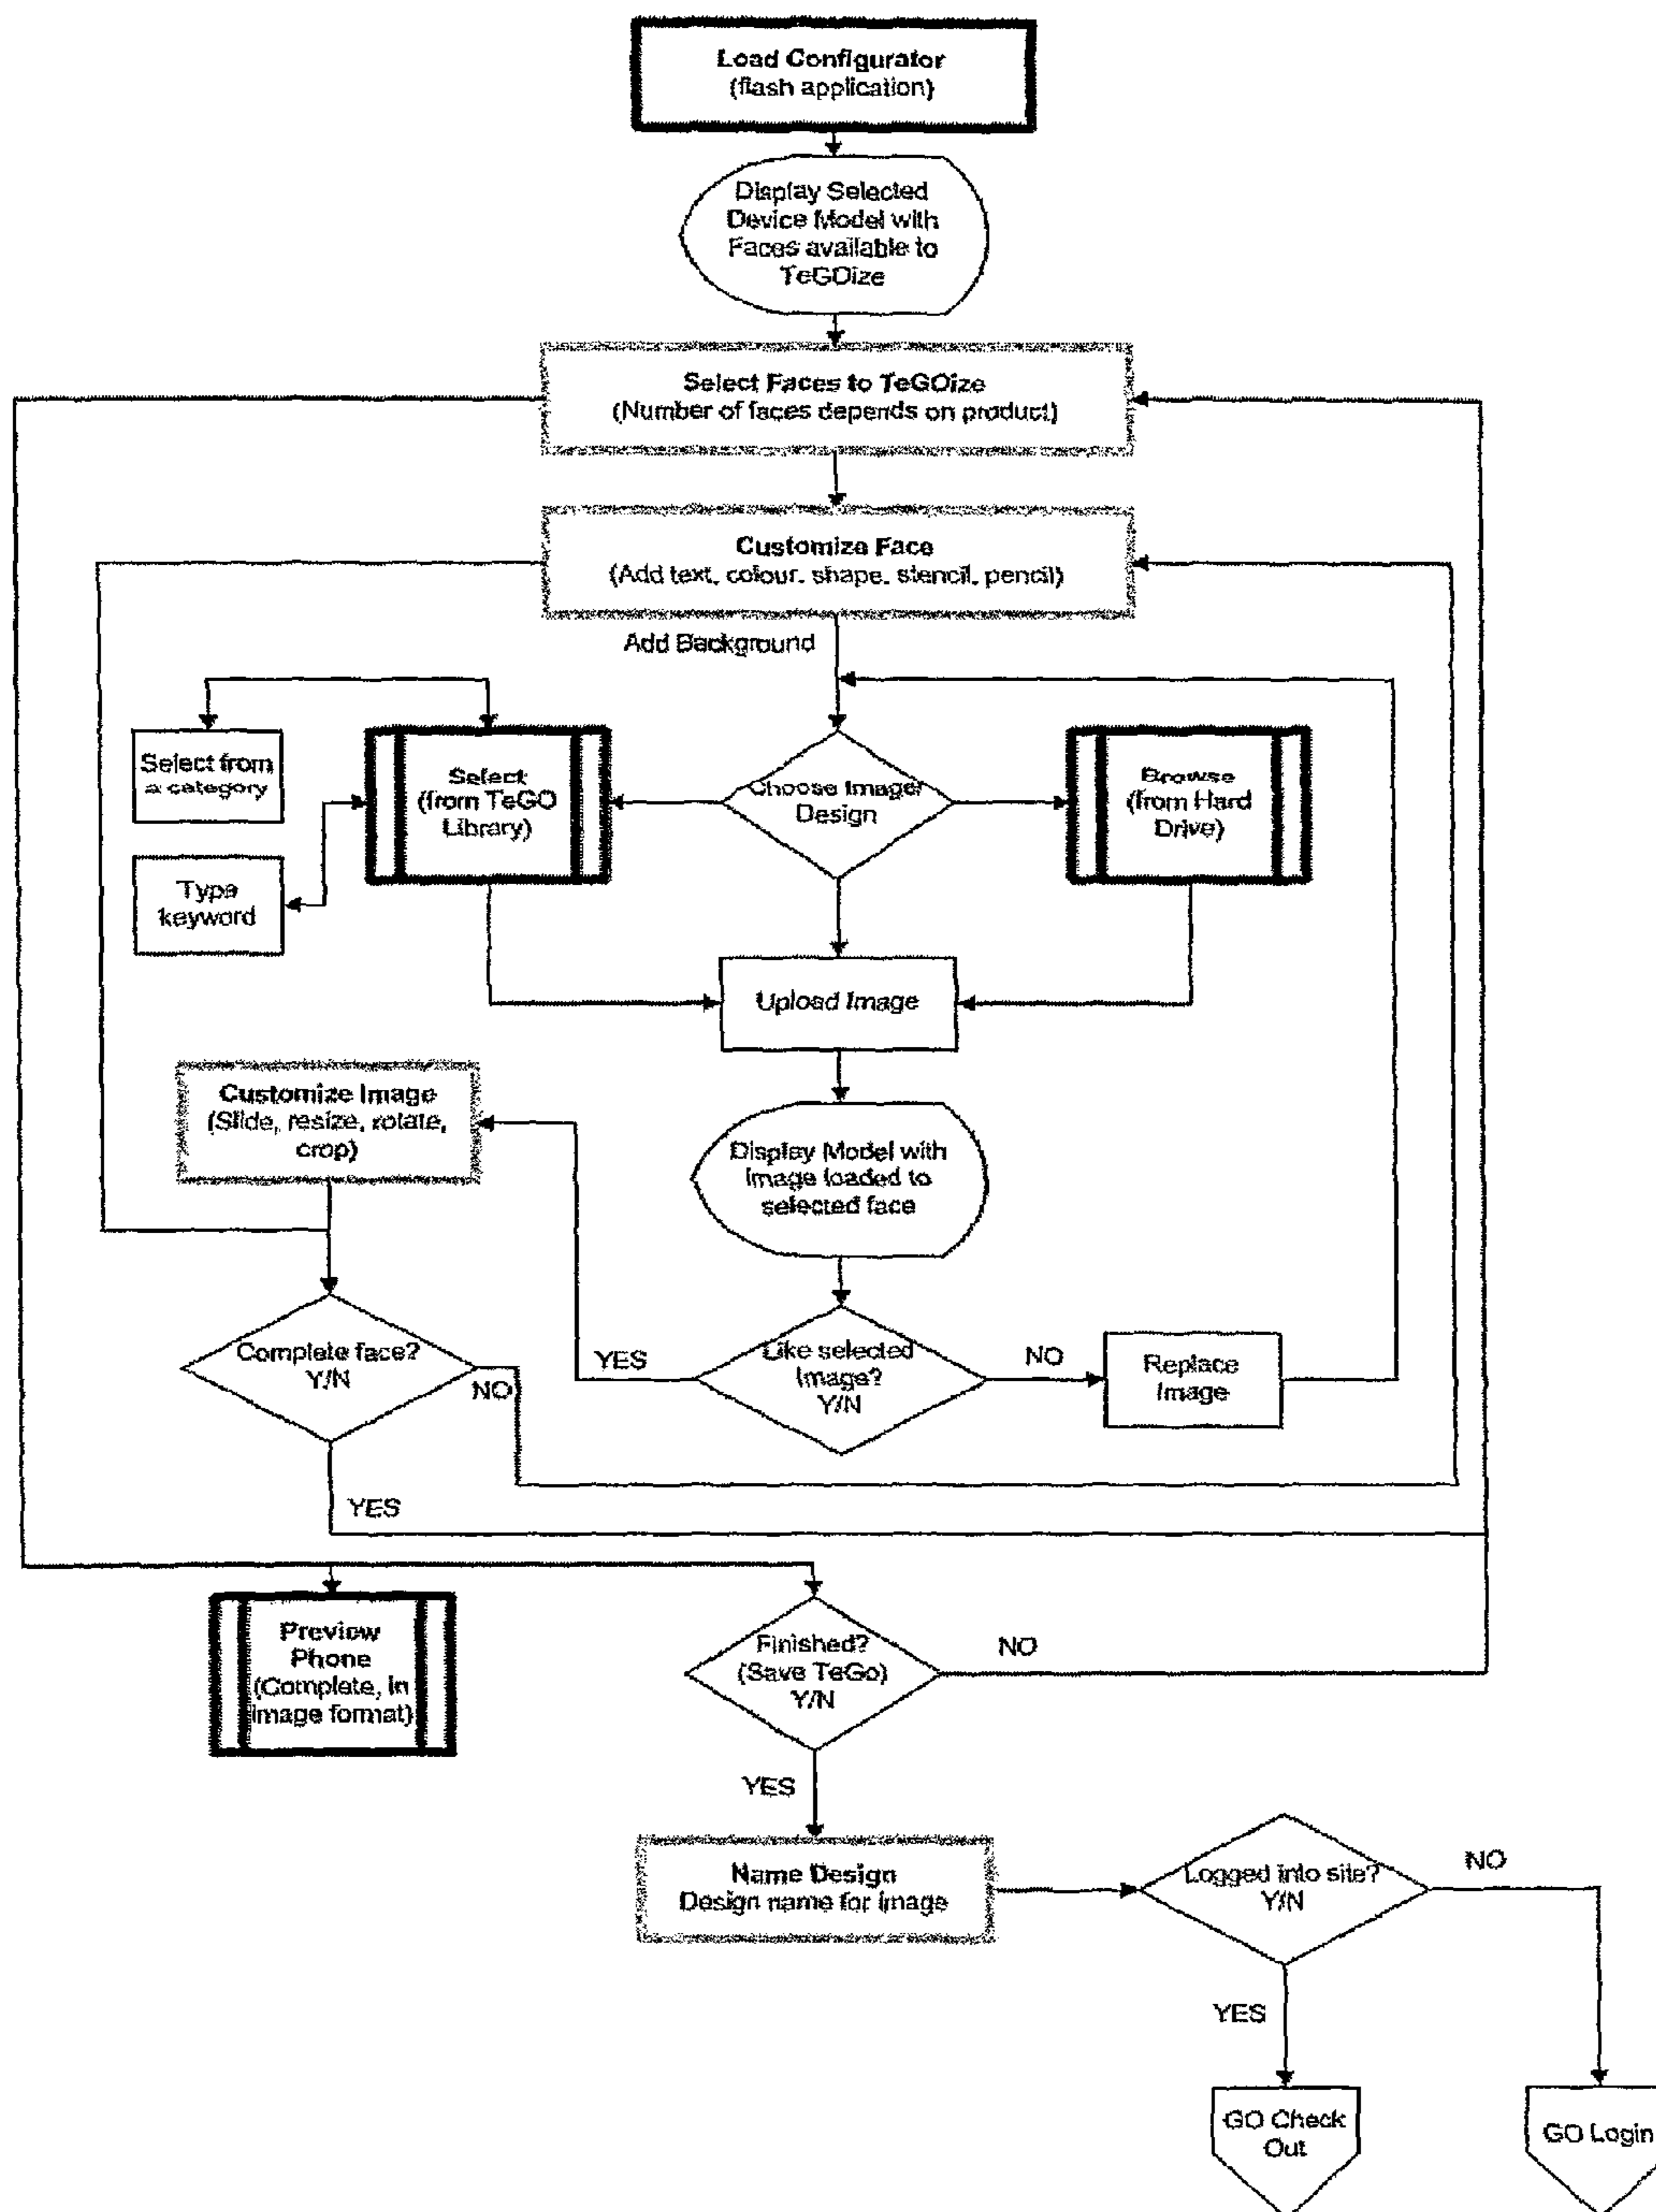 Load Configurator
(flash application)
Display Selected
Device Model with
Faces available to
TeGOize
Select Faces to TeGOize
(Number of faces depends on product)
Customize Face
(Add text, colour, shape, stencil, pencil)
Add Background
Select from
a category
Select
(from TeGO
Library)
Choose Image/
Design
Browse
(from Hard
Drive)
Type
keyword
Upload Image
Customize Image
(Slide, resize, rotate,
crop)
Display Model with
Image loaded to
selected face
Complete face?
Y/N
NO
YES
Like selected
Image?
Y/N
NO
Replace
Image
YES
Preview
Phone
(Complete, in
image format)
Finished?
(Save TeGo)
Y/N
NO
YES
Name Design
Design name for image
Logged into site?
Y/N
NO
YES
GO Check
Out
GO Login